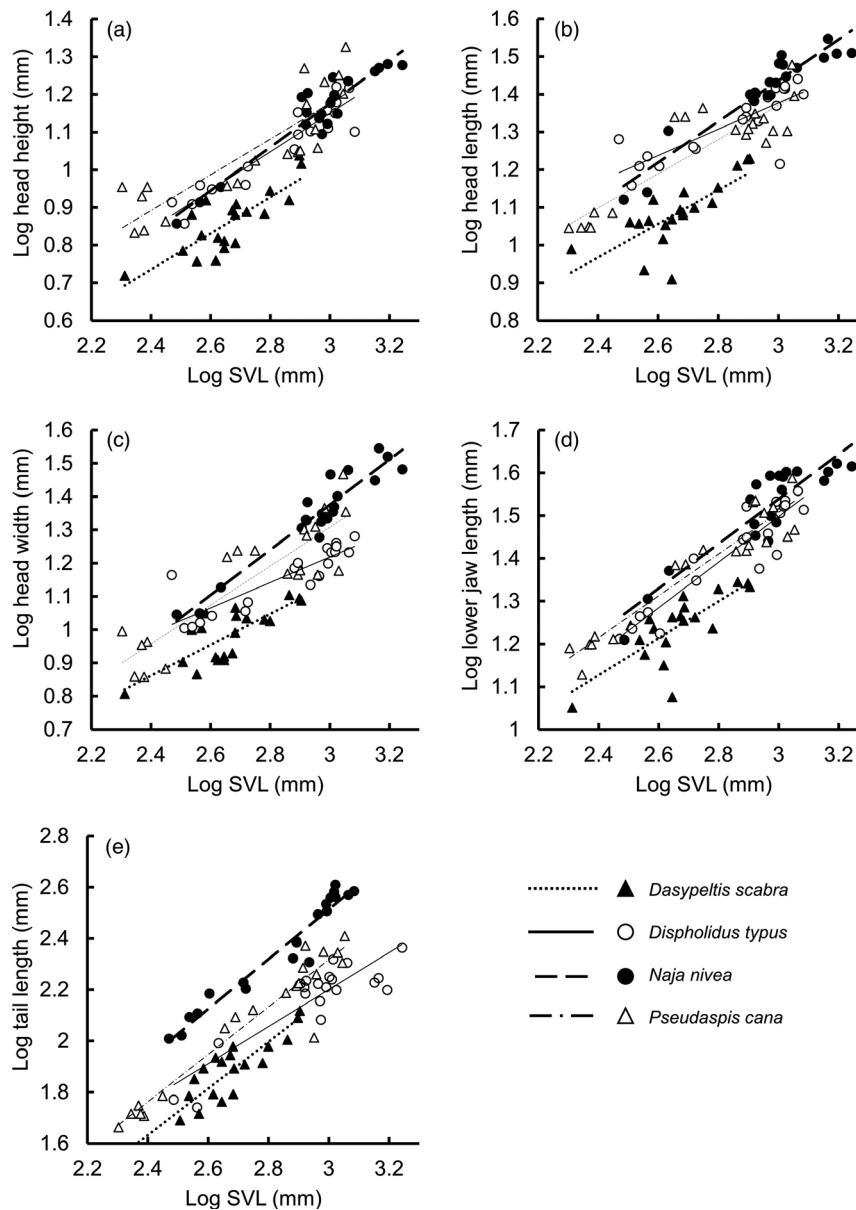 (a)
Log head height (mm)
1.4
1.3
1.2
1.1
1
0.9
0.8
0.7
0.6
2.2 2.4 2.6 2.8 3.0 3.2
Log SVL (mm)
(b)
Log head length (mm)
1.6
1.5
1.4
1.3
1.2
1.1
1.0
0.9
0.8
2.2 2.4 2.6 2.8 3.0 3.2
Log SVL (mm)
(c)
Log head width (mm)
1.6
1.5
1.4
1.3
1.2
1.1
1
0.9
0.8
0.7
2.2 2.4 2.6 2.8 3.0 3.2
Log SVL (mm)
(d)
Log lower jaw length (mm)
1.7
1.6
1.5
1.4
1.3
1.2
1.1
1
2.2 2.4 2.6 2.8 3.0 3.2
Log SVL (mm)
(e)
Log tail length (mm)
2.8
2.6
2.4
2.2
2.0
1.8
1.6
2.2 2.4 2.6 2.8 3.0 3.2
Log SVL (mm)
Dasypeltis scabra
Dispholidus typus
Naja nivea
Pseudaspis cana